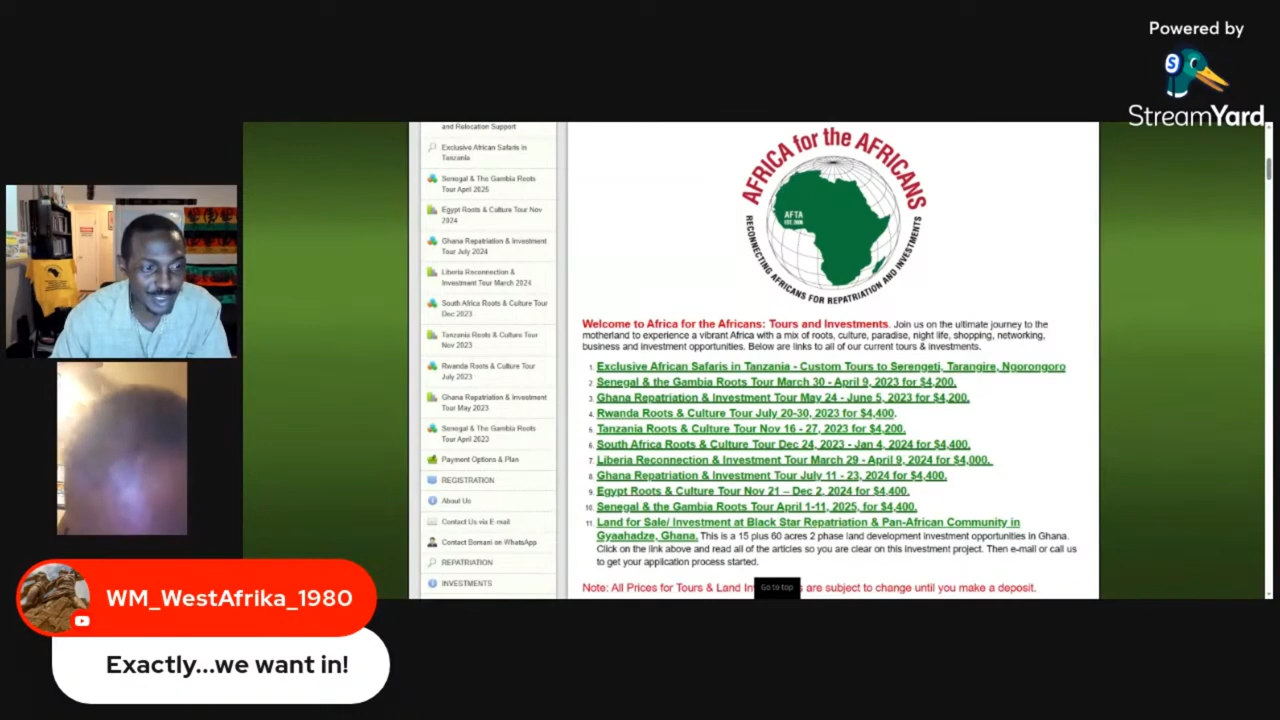 Powered by
StreamYard
and Relocation Support
Exclusive African Safaris in
Tanzania
Senegal & The Gambia Roots
Tour April 2025
Egypt Roots & Culture Tour Nov
2024
Ghana Repatriation & Investment
Tour July 2024
Liberia Reconnection &
Investment Tour March 2024
South Africa Roots & Culture Tour
Dec 2023
Tanzania Roots & Culture Tour
Nov 2023
Rwanda Roots & Culture Tour
July 2023
Ghana Repatriation & Investment
Tour May 2023
Senegal & The Gambia Roots
Tour April 2023
Payment Options & Plan
REGISTRATION
About Us
Contact Us via E-mail
Contact Bomani on WhatsApp
REPATRIATION
INVESTMENTS
AFRICA for the AFRICANS
AFTA
RECONNECTING AFRICANS FOR REPATRIATION AND INVESTMENTS
Welcome to Africa for the Africans: Tours and Investments. Join us on the ultimate journey to the
motherland to experience a vibrant Africa with a mix of roots, culture, paradise, night life, shopping, networking,
business and investment opportunities. Below are links to all of our current tours & investments.
1. Exclusive African Safaris in Tanzania - Custom Tours to Serengeti, Tarangire, Ngorongoro
2. Senegal & the Gambia Roots Tour March 30 - April 9, 2023 for $4,200.
3. Ghana Repatriation & Investment Tour May 24 - June 5, 2023 for $4,200.
4. Rwanda Roots & Culture Tour July 20-30, 2023 for $4,400.
5. Tanzania Roots & Culture Tour Nov 16 - 27, 2023 for $4,200.
6. South Africa Roots & Culture Tour Dec 24, 2023 - Jan 4, 2024 for $4,400.
7. Liberia Reconnection & Investment Tour March 29 - April 9, 2024 for $4,000.
8. Ghana Repatriation & Investment Tour July 11 - 23, 2024 for $4,400.
9. Egypt Roots & Culture Tour Nov 21 – Dec 2, 2024 for $4,400.
10. Senegal & the Gambia Roots Tour April 1-11, 2025, for $4,400.
11. Land for Sale/ Investment at Black Star Repatriation & Pan-African Community in
Gyaahadze, Ghana. This is a 15 plus 60 acres 2 phase land development investment opportunities in Ghana.
Click on the link above and read all of the articles so you are clear on this investment project. Then e-mail or call us
to get your application process started.
Note: All Prices for Tours & Land In s are subject to change until you make a deposit.
Go to top
WM_WestAfrika_1980
Exactly...we want in!